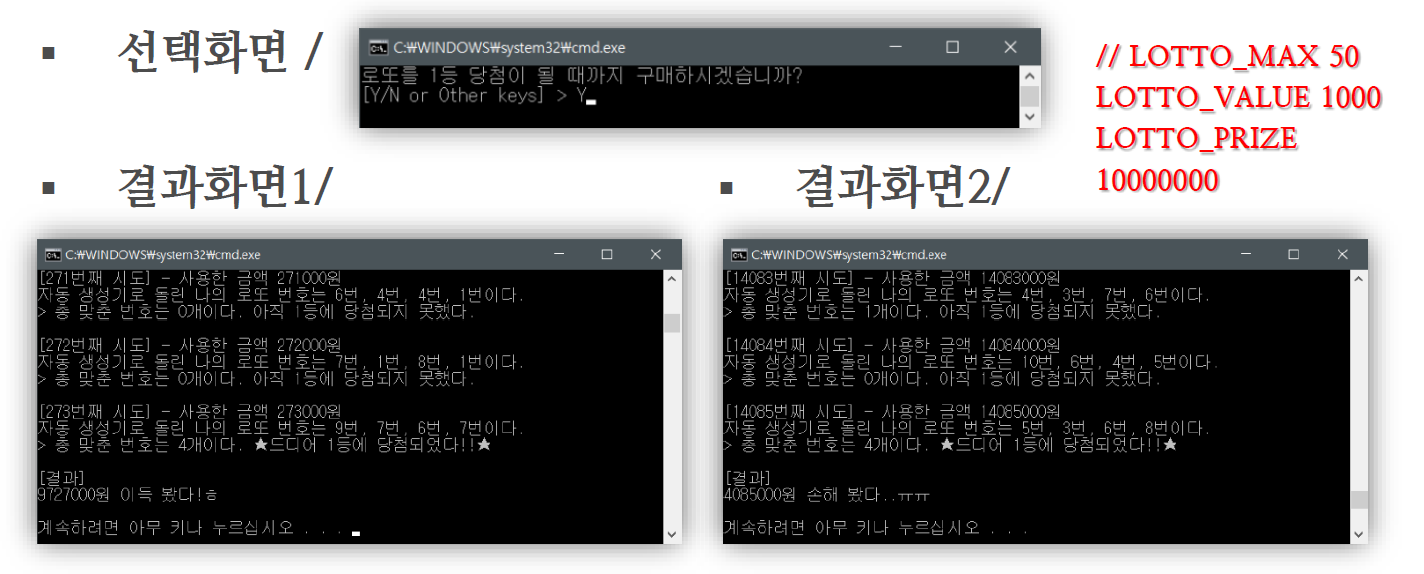 ▪ 선택화면 /
C:₩WINDOWS₩system32₩cmd.exe
로또를 1등 당첨이 될 때까지 구매하시겠습니까?
[Y/N or Other keys] > Y
// LOTTO_MAX 50
LOTTO_VALUE 1000
LOTTO_PRIZE
10000000
▪ 결과화면1/
C:₩WINDOWS₩system32₩cmd.exe
[271번째 시도] - 사용한 금액 271000원
자동 생성기로 돌린 나의 로또 번호는 6번, 4번, 4번, 1번이다.
> 총 맞춘 번호는 0개이다. 아직 1등에 당첨되지 못했다.
[272번째 시도] - 사용한 금액 272000원
자동 생성기로 돌린 나의 로또 번호는 7번, 1번, 8번, 1번이다.
> 총 맞춘 번호는 0개이다. 아직 1등에 당첨되지 못했다.
[273번째 시도] - 사용한 금액 273000원
자동 생성기로 돌린 나의 로또 번호는 9번, 7번, 6번, 7번이다.
> 총 맞춘 번호는 4개이다. ★드디어 1등에 당첨되었다!!★
[결과]
9727000원 이득 봤다!ㅎ
계속하려면 아무 키나 누르십시오 . . .
▪ 결과화면2/
C:₩WINDOWS₩system32₩cmd.exe
[14083번째 시도] - 사용한 금액 14083000원
자동 생성기로 돌린 나의 로또 번호는 4번, 3번, 7번, 6번이다.
> 총 맞춘 번호는 1개이다. 아직 1등에 당첨되지 못했다.
[14084번째 시도] - 사용한 금액 14084000원
자동 생성기로 돌린 나의 로또 번호는 10번, 6번, 4번, 5번이다.
> 총 맞춘 번호는 0개이다. 아직 1등에 당첨되지 못했다.
[14085번째 시도] - 사용한 금액 14085000원
자동 생성기로 돌린 나의 로또 번호는 5번, 3번, 6번, 8번이다.
> 총 맞춘 번호는 4개이다. ★드디어 1등에 당첨되었다!!★
[결과]
4085000원 손해 봤다..ㅠㅠ
계속하려면 아무 키나 누르십시오 . . .